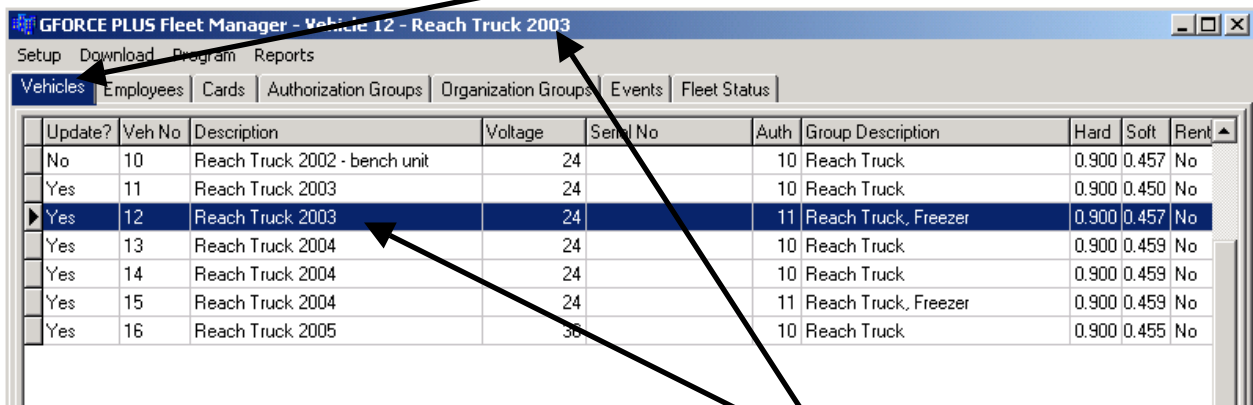 GFORCE PLUS Fleet Manager - Vehicle 12 - Reach Truck 2003
Setup Download Program Reports
Vehicles Employees Cards Authorization Groups Organization Groups Events Fleet Status
Update? Veh No Description Voltage Serial No Auth Group Description Hard Soft Rent
No 10 Reach Truck 2002 - bench unit 24 10 Reach Truck 0.900 0.457 No
Yes 11 Reach Truck 2003 24 10 Reach Truck 0.900 0.450 No
Yes 12 Reach Truck 2003 24 11 Reach Truck, Freezer 0.900 0.457 No
Yes 13 Reach Truck 2004 24 10 Reach Truck 0.900 0.459 No
Yes 14 Reach Truck 2004 24 10 Reach Truck 0.900 0.459 No
Yes 15 Reach Truck 2004 24 11 Reach Truck, Freezer 0.900 0.459 No
Yes 16 Reach Truck 2005 36 10 Reach Truck 0.900 0.455 No